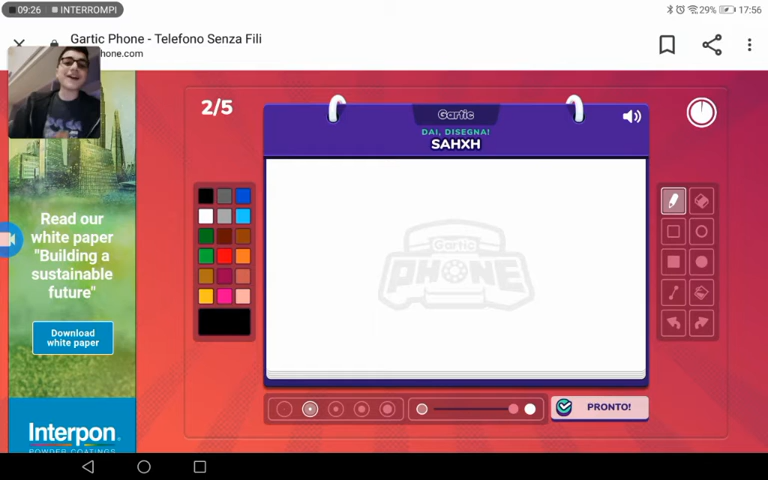 09:26 INTERROMPI
29% 17:56
Gartic Phone - Telefono Senza Fili
hone.com
2/5
Gartic
DAI, DISEGNA!
SAHXH
Gartic
PHONE
Read our
white paper
"Building a
sustainable
future"
Download
white paper
PRONTO!
Interpon.
POWDER COATINGS